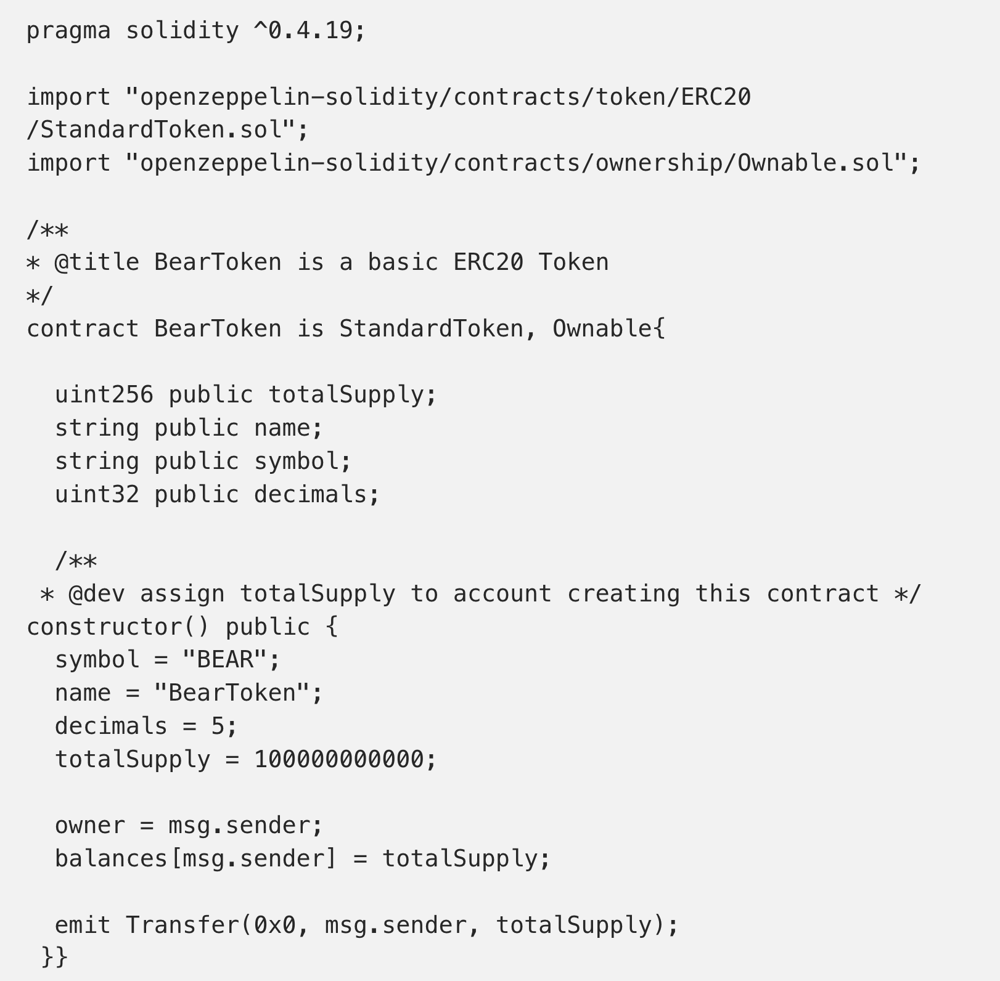 pragma solidity ^0.4.19;

import "openzeppelin-solidity/contracts/token/ERC20
/StandardToken.sol";
import "openzeppelin-solidity/contracts/ownership/Ownable.sol";

/**
* @title BearToken is a basic ERC20 Token
*/
contract BearToken is StandardToken, Ownable{

  uint256 public totalSupply;
  string public name;
  string public symbol;
  uint32 public decimals;

  /**
 * @dev assign totalSupply to account creating this contract */
constructor() public {
  symbol = "BEAR";
  name = "BearToken";
  decimals = 5;
  totalSupply = 100000000000;

  owner = msg.sender;
  balances[msg.sender] = totalSupply;

  emit Transfer(0x0, msg.sender, totalSupply);
 }}